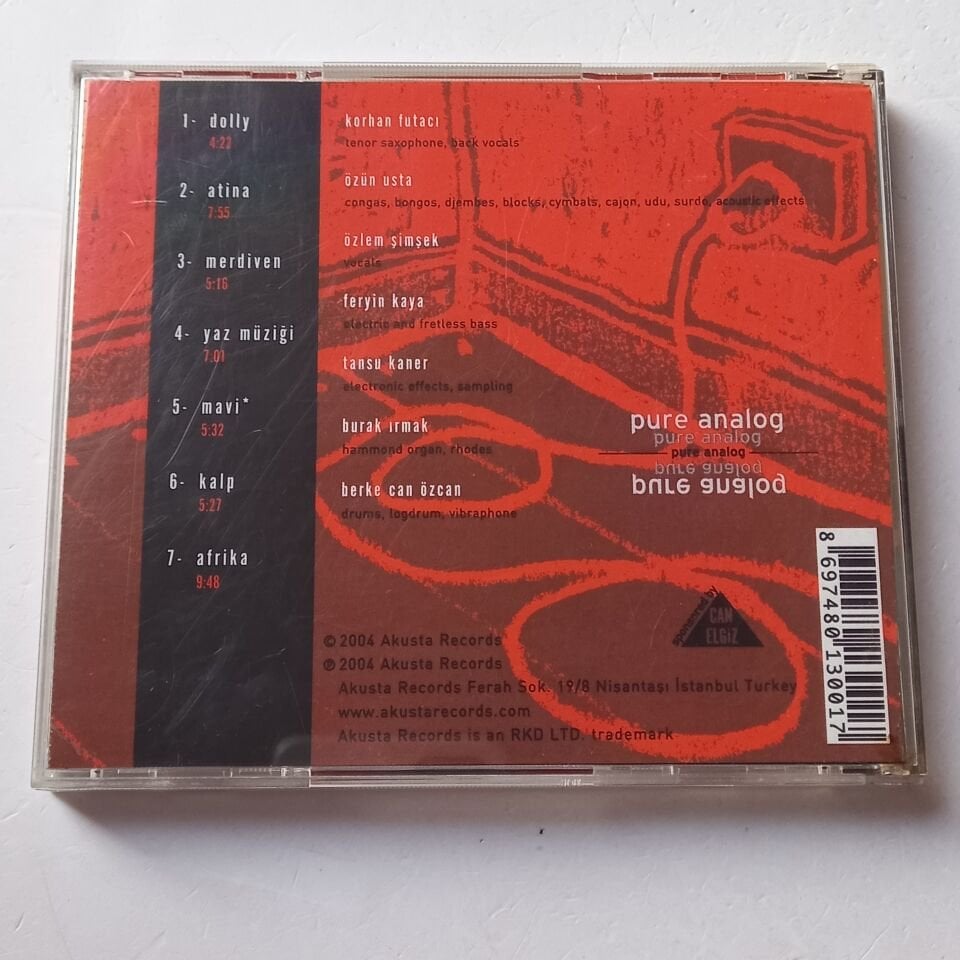 1- dolly
4:22
2- atina
7:55
3- merdiven
5:16
4- yaz müziği
7:01
5- mavi*
5:32
6- kalp
5:27
7- afrika
9:48
korhan futacı
tenor saxophone, back vocals
özün usta
congas, bongos, djembes, blocks, cymbals, cajon, udu, surdo, acoustic effects
özlem şimşek
vocals
feryin kaya
electric and fretless bass
tansu kaner
electronic effects, sampling
burak ırmak
hammond organ, rhodes
berke can özcan
drums, logdrum, vibraphone
pure analog
pure analog
pure analog
pure analog
pure analog
sponsored by
CAN
ELGİZ
© 2004 Akusta Records
℗ 2004 Akusta Records
Akusta Records Ferah Sok. 19/8 Nisantaşı İstanbul Turkey
www.akustarecords.com
Akusta Records is an RKD LTD. trademark
8 697480 130017